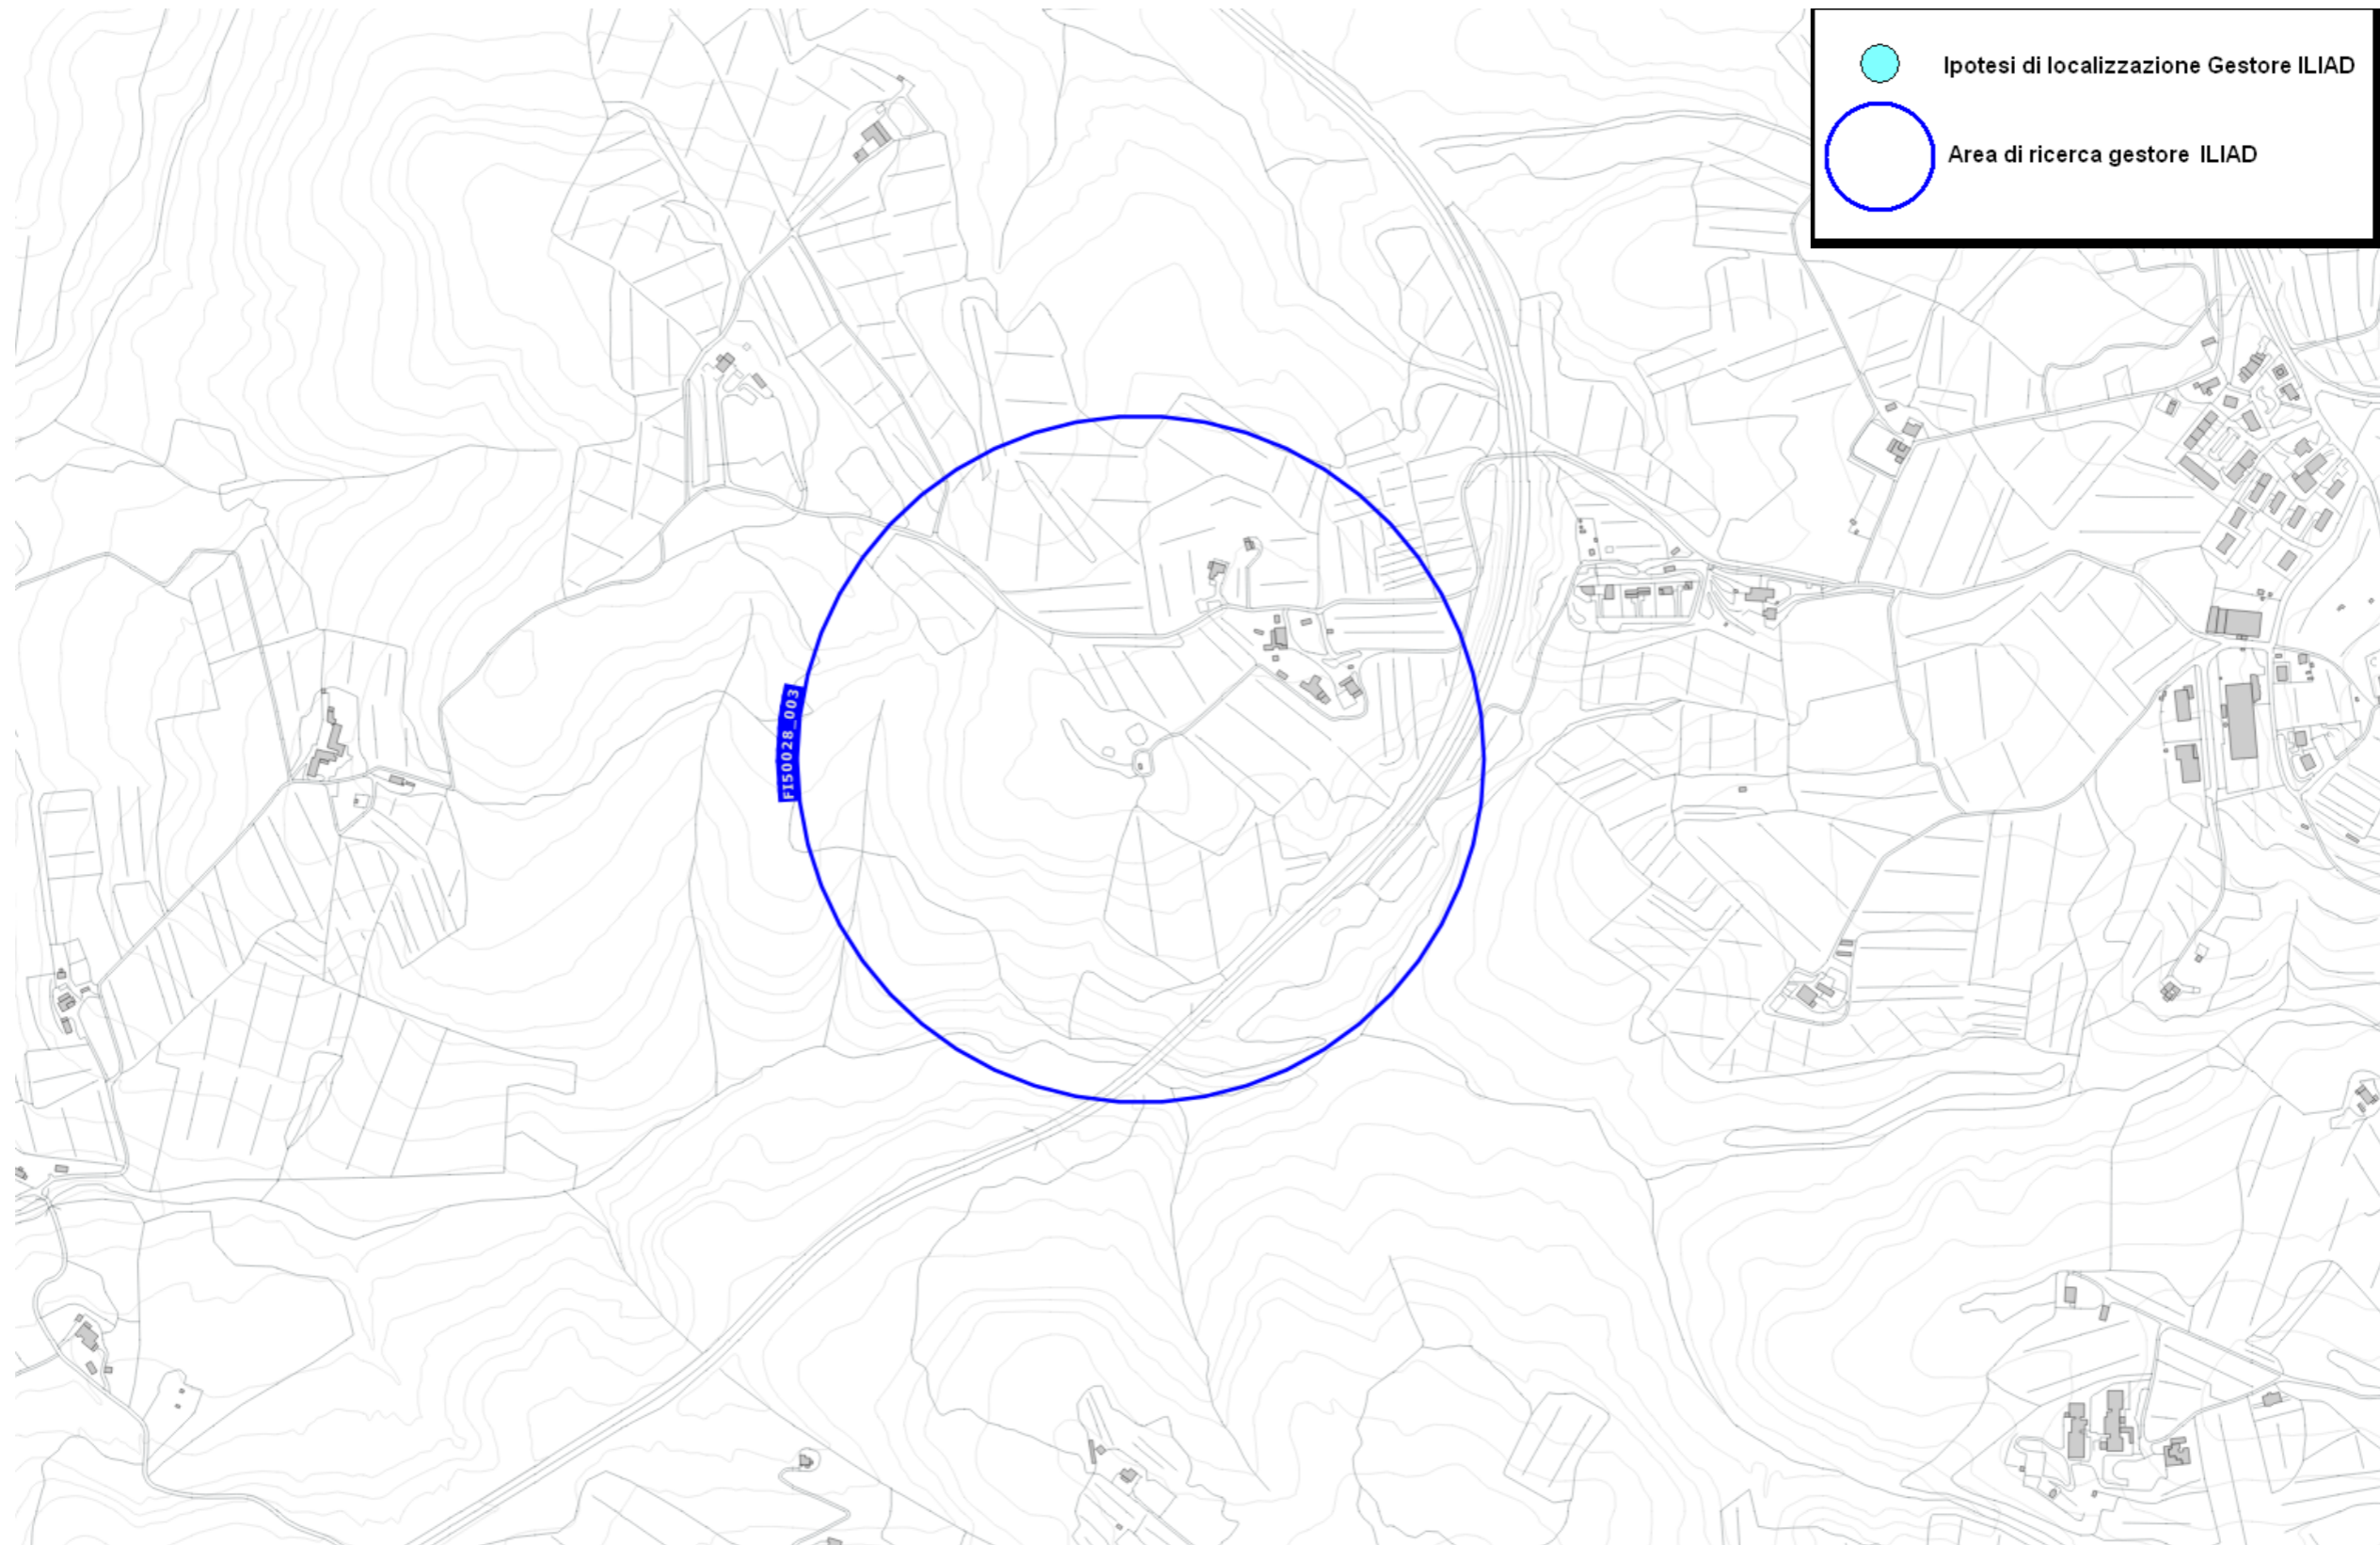 Ipotesi di localizzazione Gestore ILIAD
Area di ricerca gestore ILIAD
FI50028_003